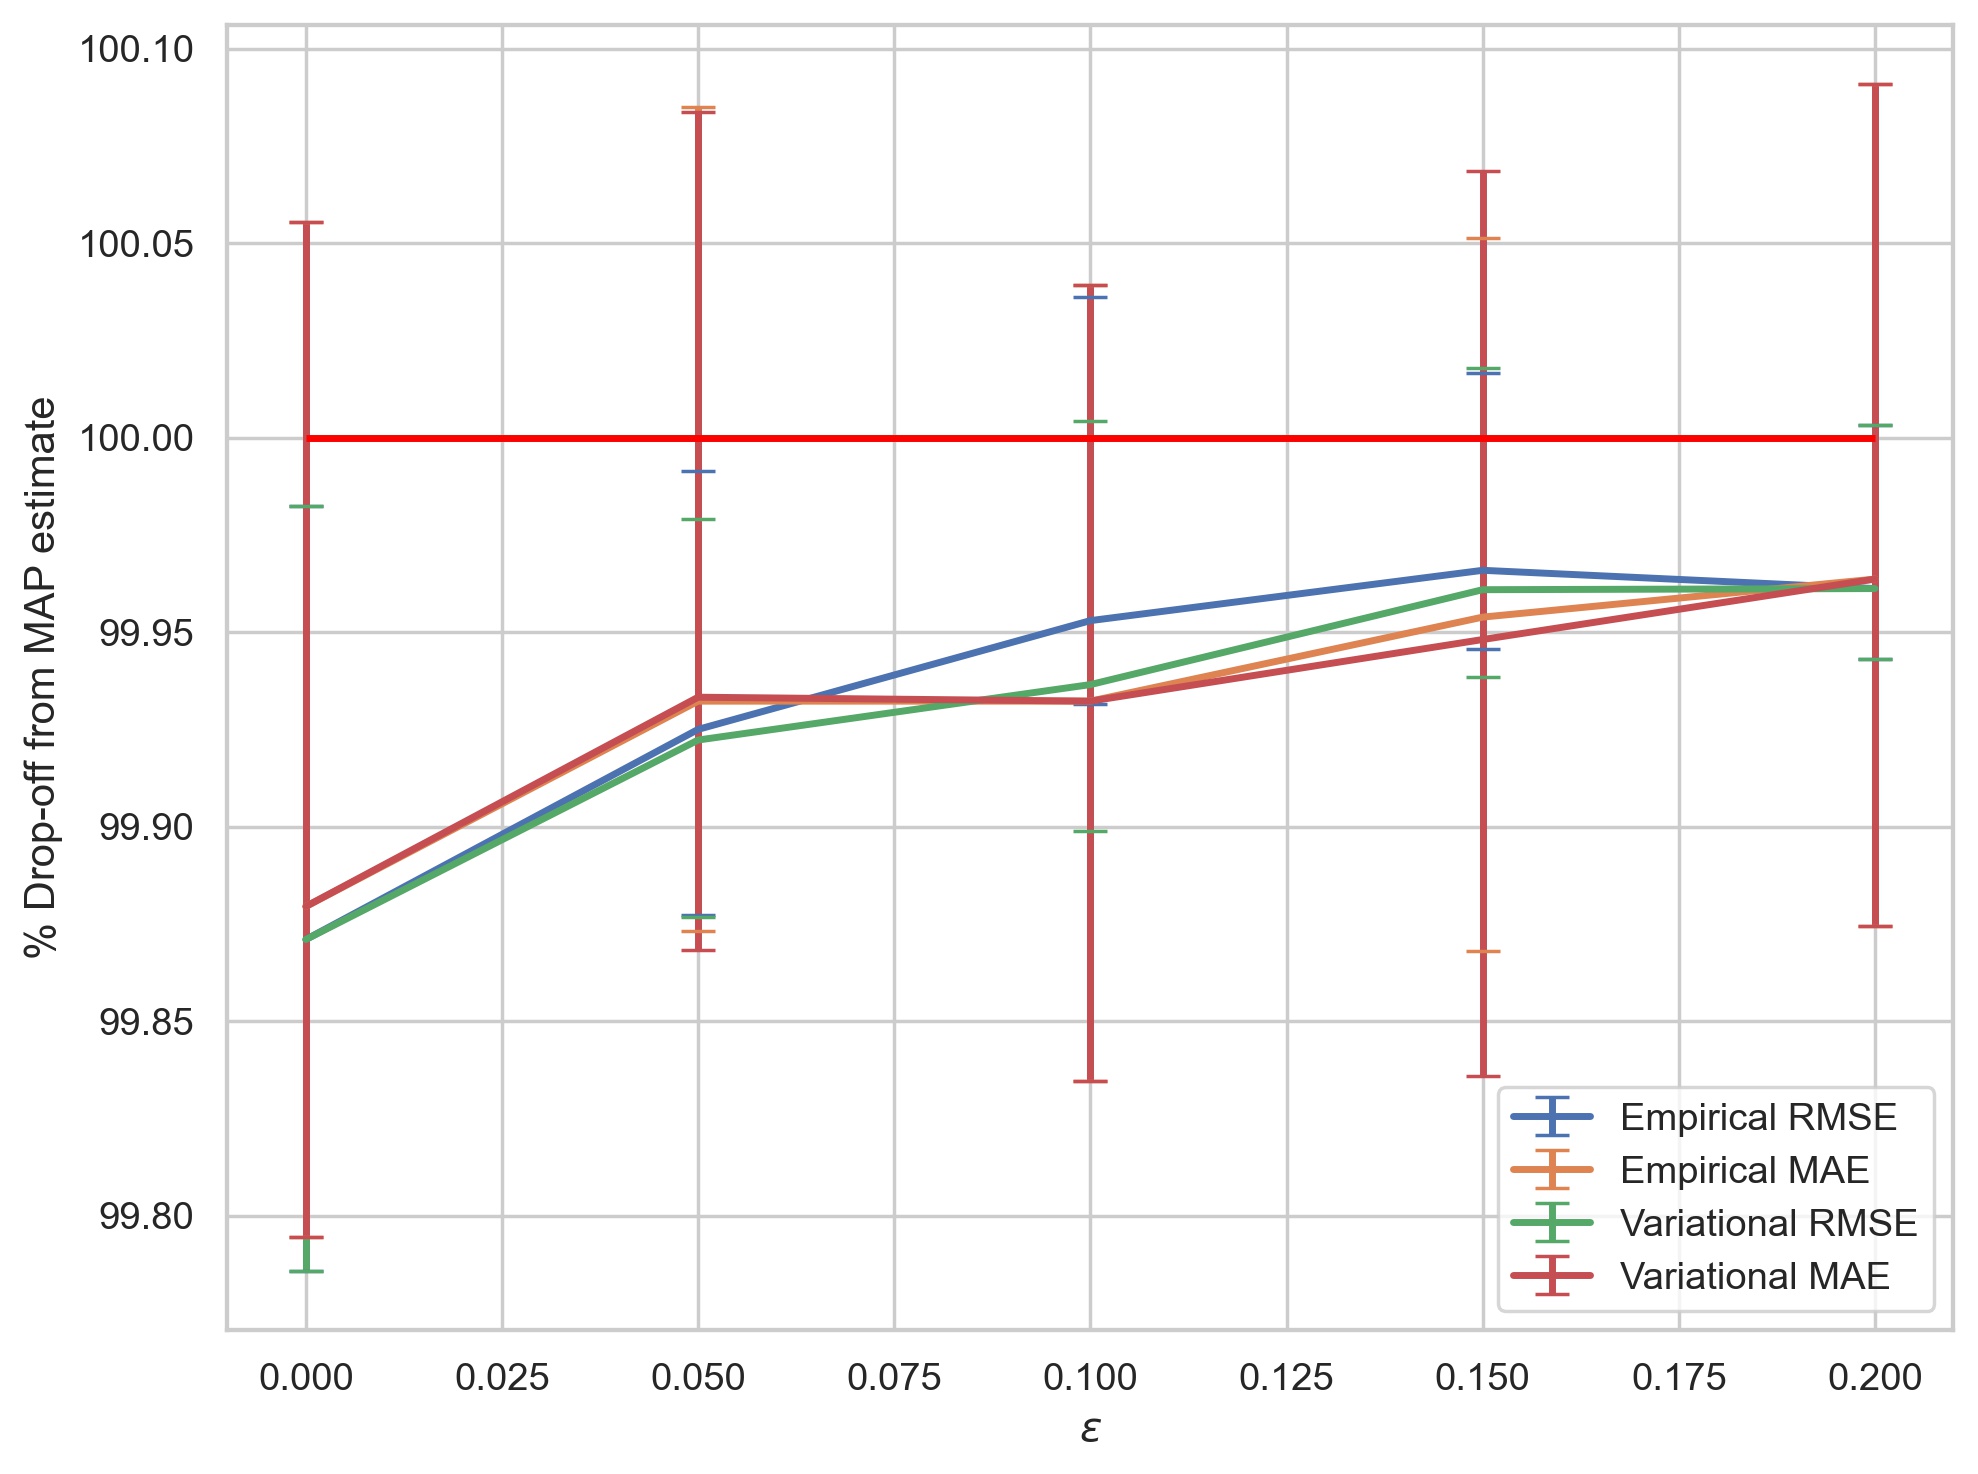 100.10
100.05
100.00
99.95
99.90
99.85
99.80
% Drop-off from MAP estimate
Empirical RMSE
Empirical MAE
Variational RMSE
Variational MAE
0.000 0.025 0.050 0.075 0.100 0.125 0.150 0.175 0.200
ε